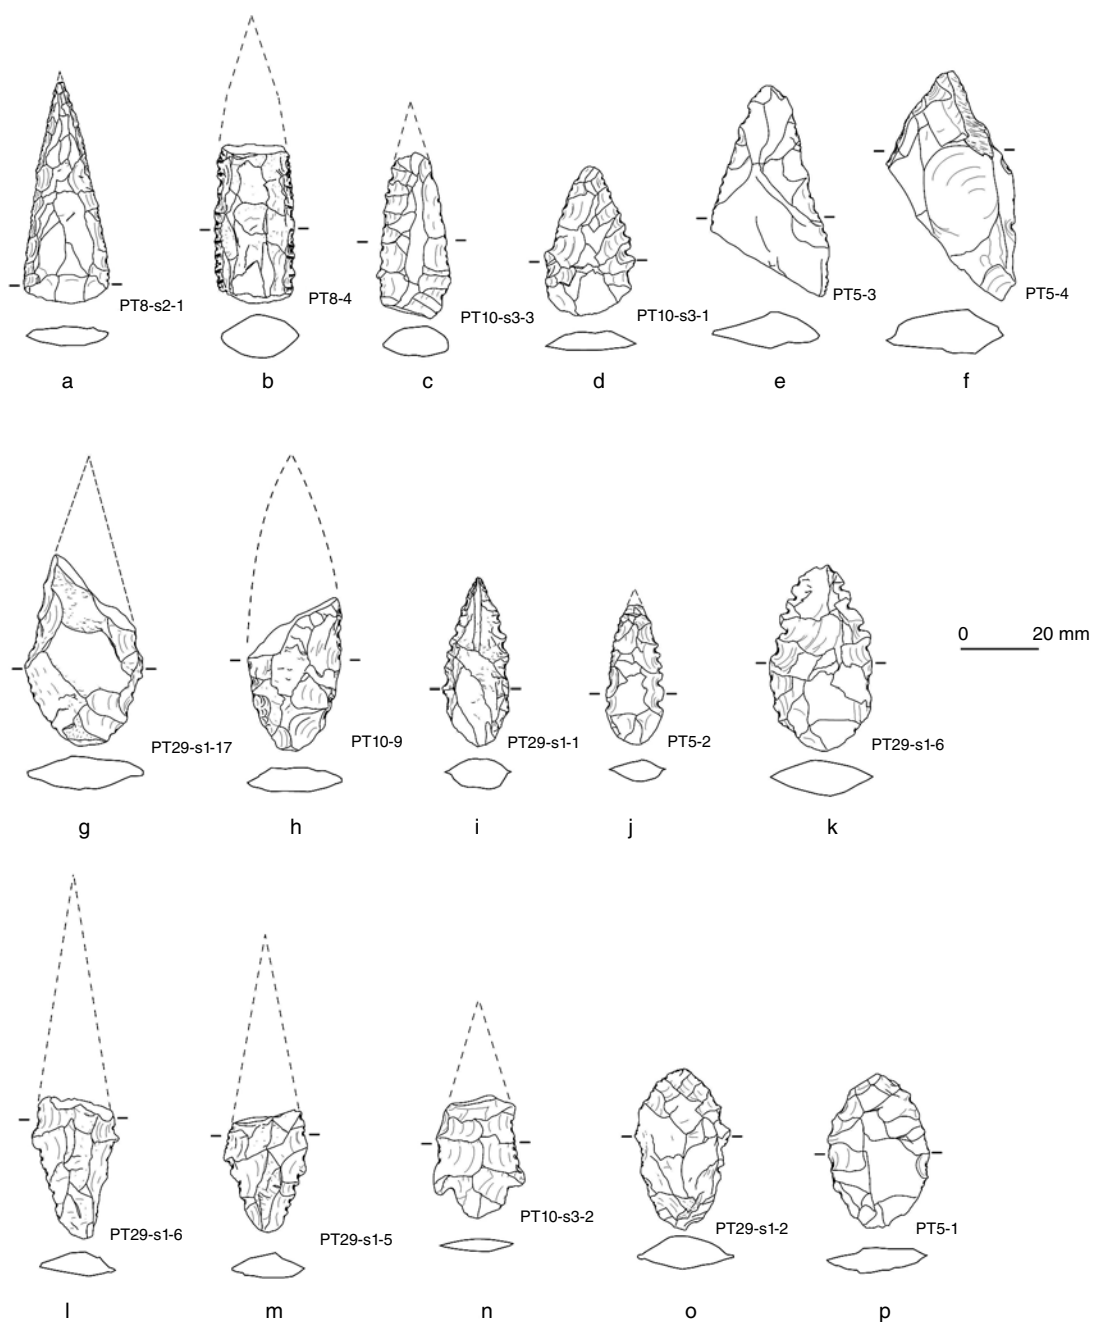 PT8-s2-1
PT8-4
PT10-s3-3
PT10-s3-1
PT5-3
PT5-4
a
b
c
d
e
f
0 20 mm
PT29-s1-17
PT10-9
PT29-s1-1
PT5-2
PT29-s1-6
g
h
i
j
k
PT29-s1-6
PT29-s1-5
PT10-s3-2
PT29-s1-2
PT5-1
l
m
n
o
p